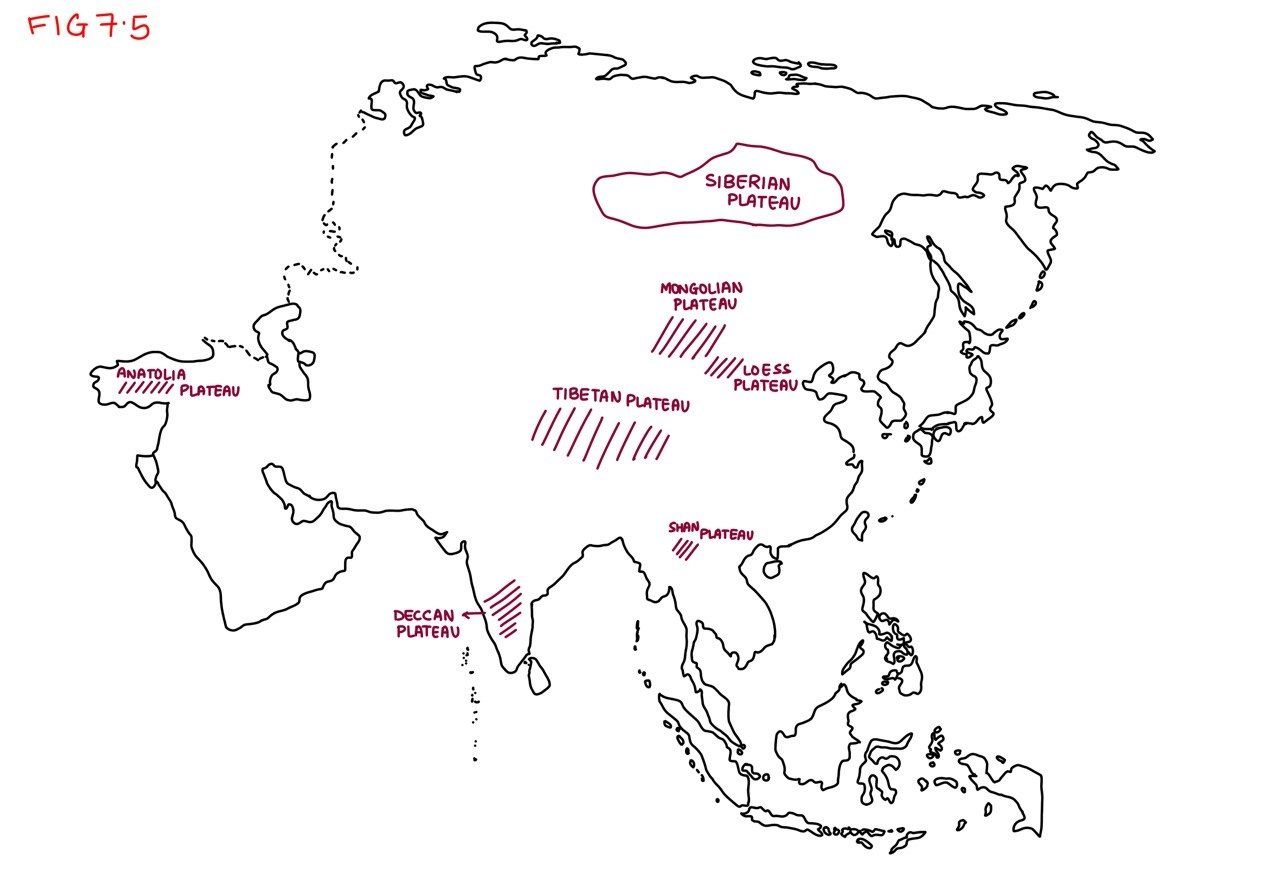 FIG 7.5
SIBERIAN
PLATEAU
MONGOLIAN
PLATEAU
LOESS
PLATEAU
ANATOLIA
PLATEAU
TIBETAN PLATEAU
SHAN PLATEAU
DECCAN
PLATEAU